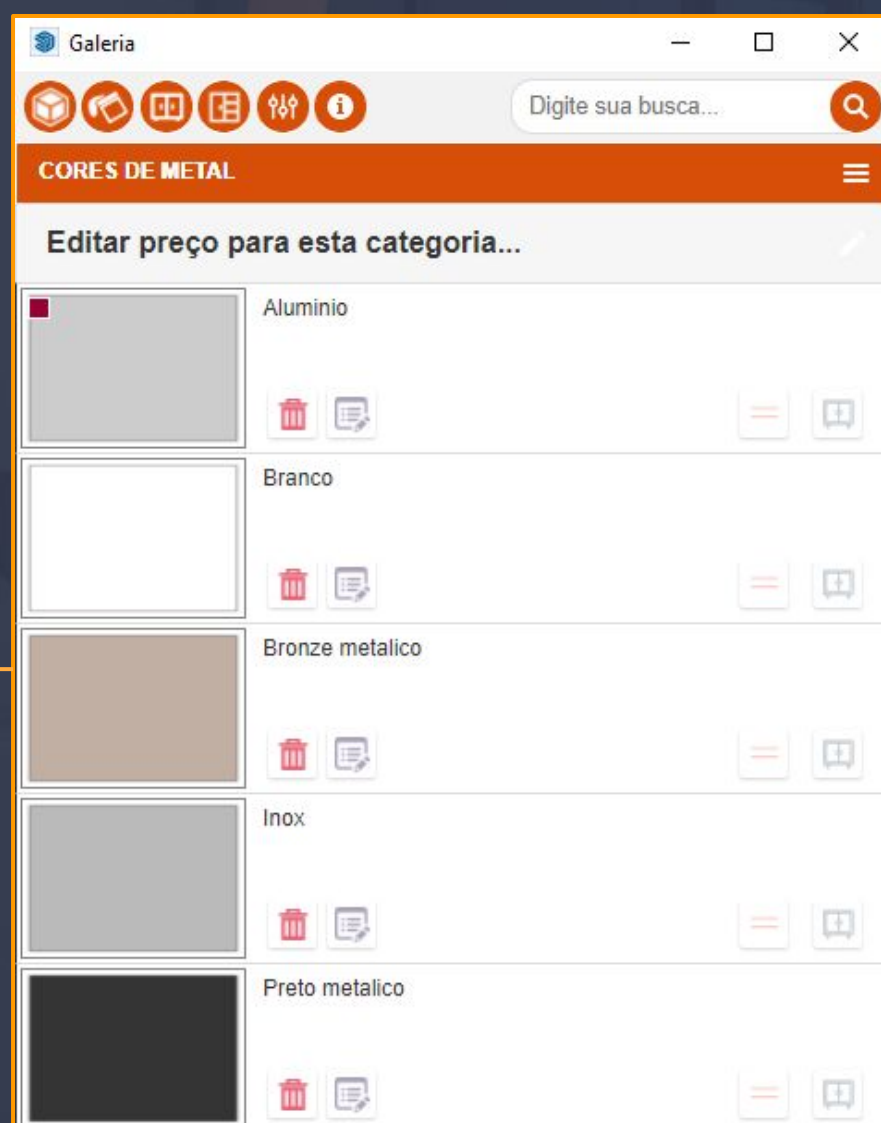 Galeria
Digite sua busca...
CORES DE METAL
Editar preço para esta categoria...
Aluminio
Branco
Bronze metalico
Inox
Preto metalico